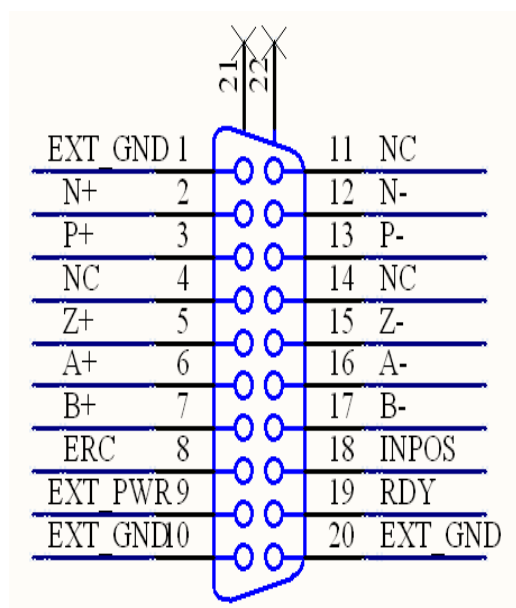 21 22
EXT_GND 1 11 NC
N+ 2 12 N-
P+ 3 13 P-
NC 4 14 NC
Z+ 5 15 Z-
A+ 6 16 A-
B+ 7 17 B-
ERC 8 18 INPOS
EXT_PWR 9 19 RDY
EXT_GND 10 20 EXT_GND